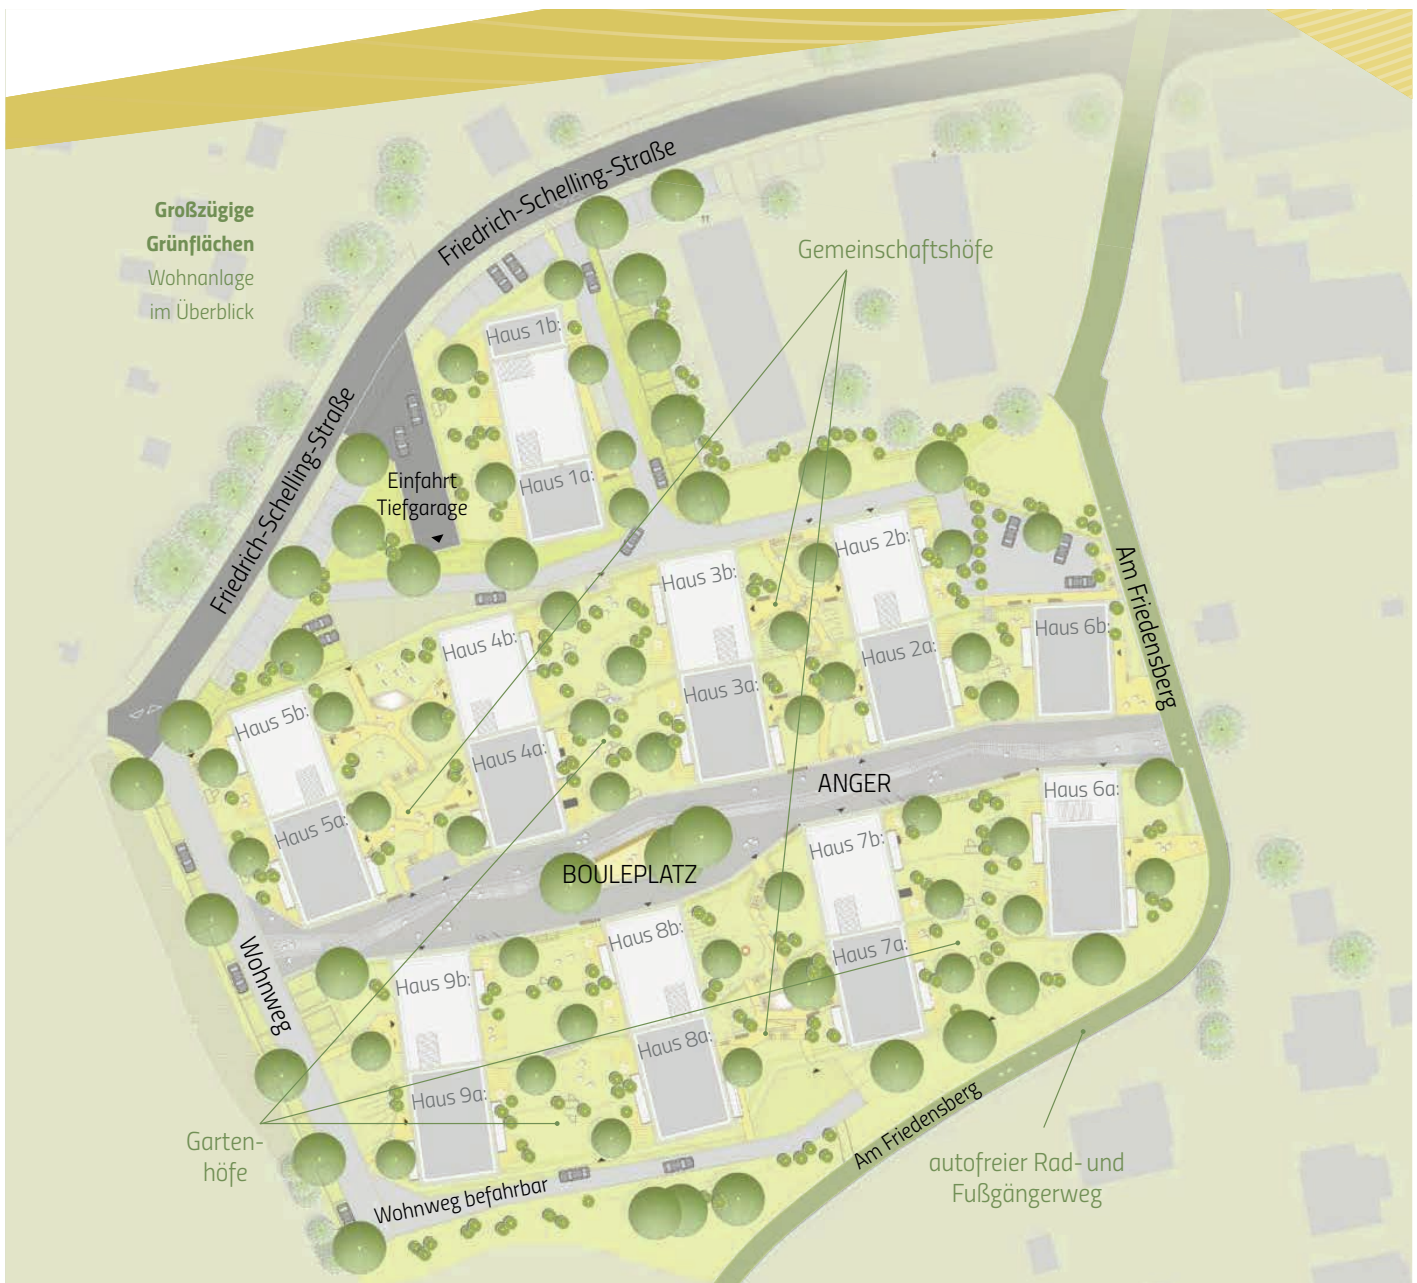 Großzügige
Grünflächen
Wohnanlage
im Überblick
Friedrich-Schelling-Straße
Gemeinschaftshöfe
Haus 1b:
Friedrich-Schelling-Straße
Einfahrt
Tiefgarage
Haus 1a:
Haus 2b:
Haus 3b:
Am Friedensberg
Haus 6b:
Haus 4b:
Haus 2a:
Haus 3a:
Haus 5b:
Haus 4a:
ANGER
Haus 6a:
Haus 5a:
Haus 7b:
BOULEPLATZ
Haus 8b:
Haus 7a:
Wohnweg
Haus 9b:
Haus 8a:
Haus 9a:
Garten-
höfe
Am Friedensberg
autofreier Rad- und
Fußgängerweg
Wohnweg befahrbar